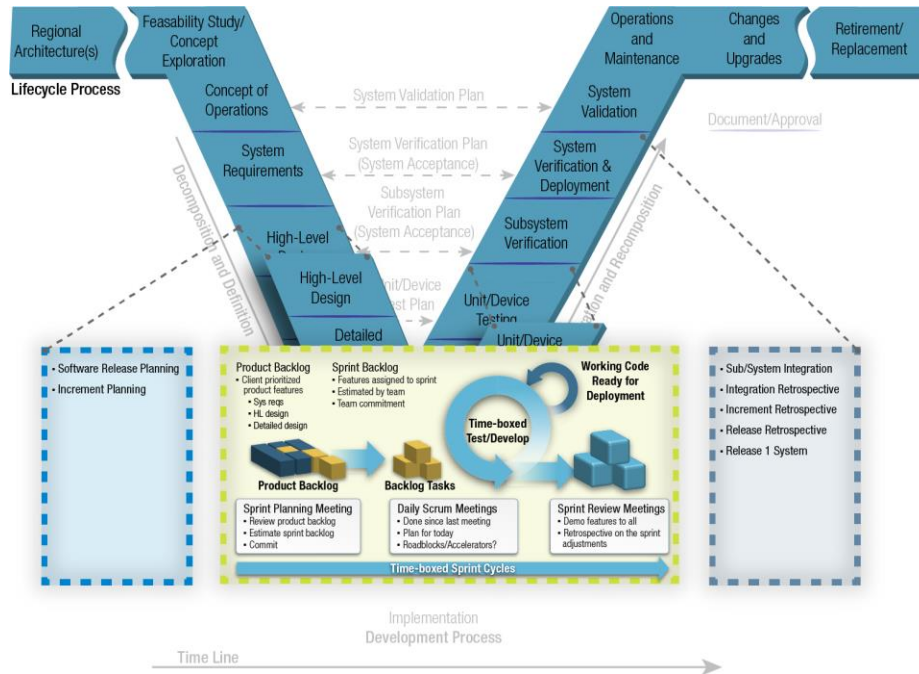 Regional
Architecture(s)
Feasability Study/
Concept
Exploration
Operations
and
Maintenance
Changes
and
Upgrades
Retirement/
Replacement
Lifecycle Process
Concept of
Operations
System Validation Plan
System
Validation
Document/Approval
System
Requirements
System Verification Plan
(System Acceptance)
System
Verification &
Deployment
Decomposition and Definition
Subsystem
Verification Plan
(System Acceptance)
Subsystem
Verification
High-Level
High-Level
Design
Unit/Device
Plan
Unit/Device
Testing
and Recomposition
Detailed
Unit/Device
• Software Release Planning
• Increment Planning
Product Backlog
• Client prioritized
product features
• Sys reqs
• HL design
• Detailed design
Sprint Backlog
• Features assigned to sprint
• Estimated by team
• Team commitment
Working Code
Ready for
Deployment
Time-boxed
Test/Develop
Product Backlog
Backlog Tasks
Sprint Planning Meeting
• Review product backlog
• Estimate sprint backlog
• Commit
Daily Scrum Meetings
• Done since last meeting
• Plan for today
• Roadblocks/Accelerators?
Sprint Review Meetings
• Demo features to all
• Retrospective on the sprint
adjustments
Time-boxed Sprint Cycles
• Sub/System Integration
• Integration Retrospective
• Increment Retrospective
• Release Retrospective
• Release 1 System
Implementation
Development Process
Time Line